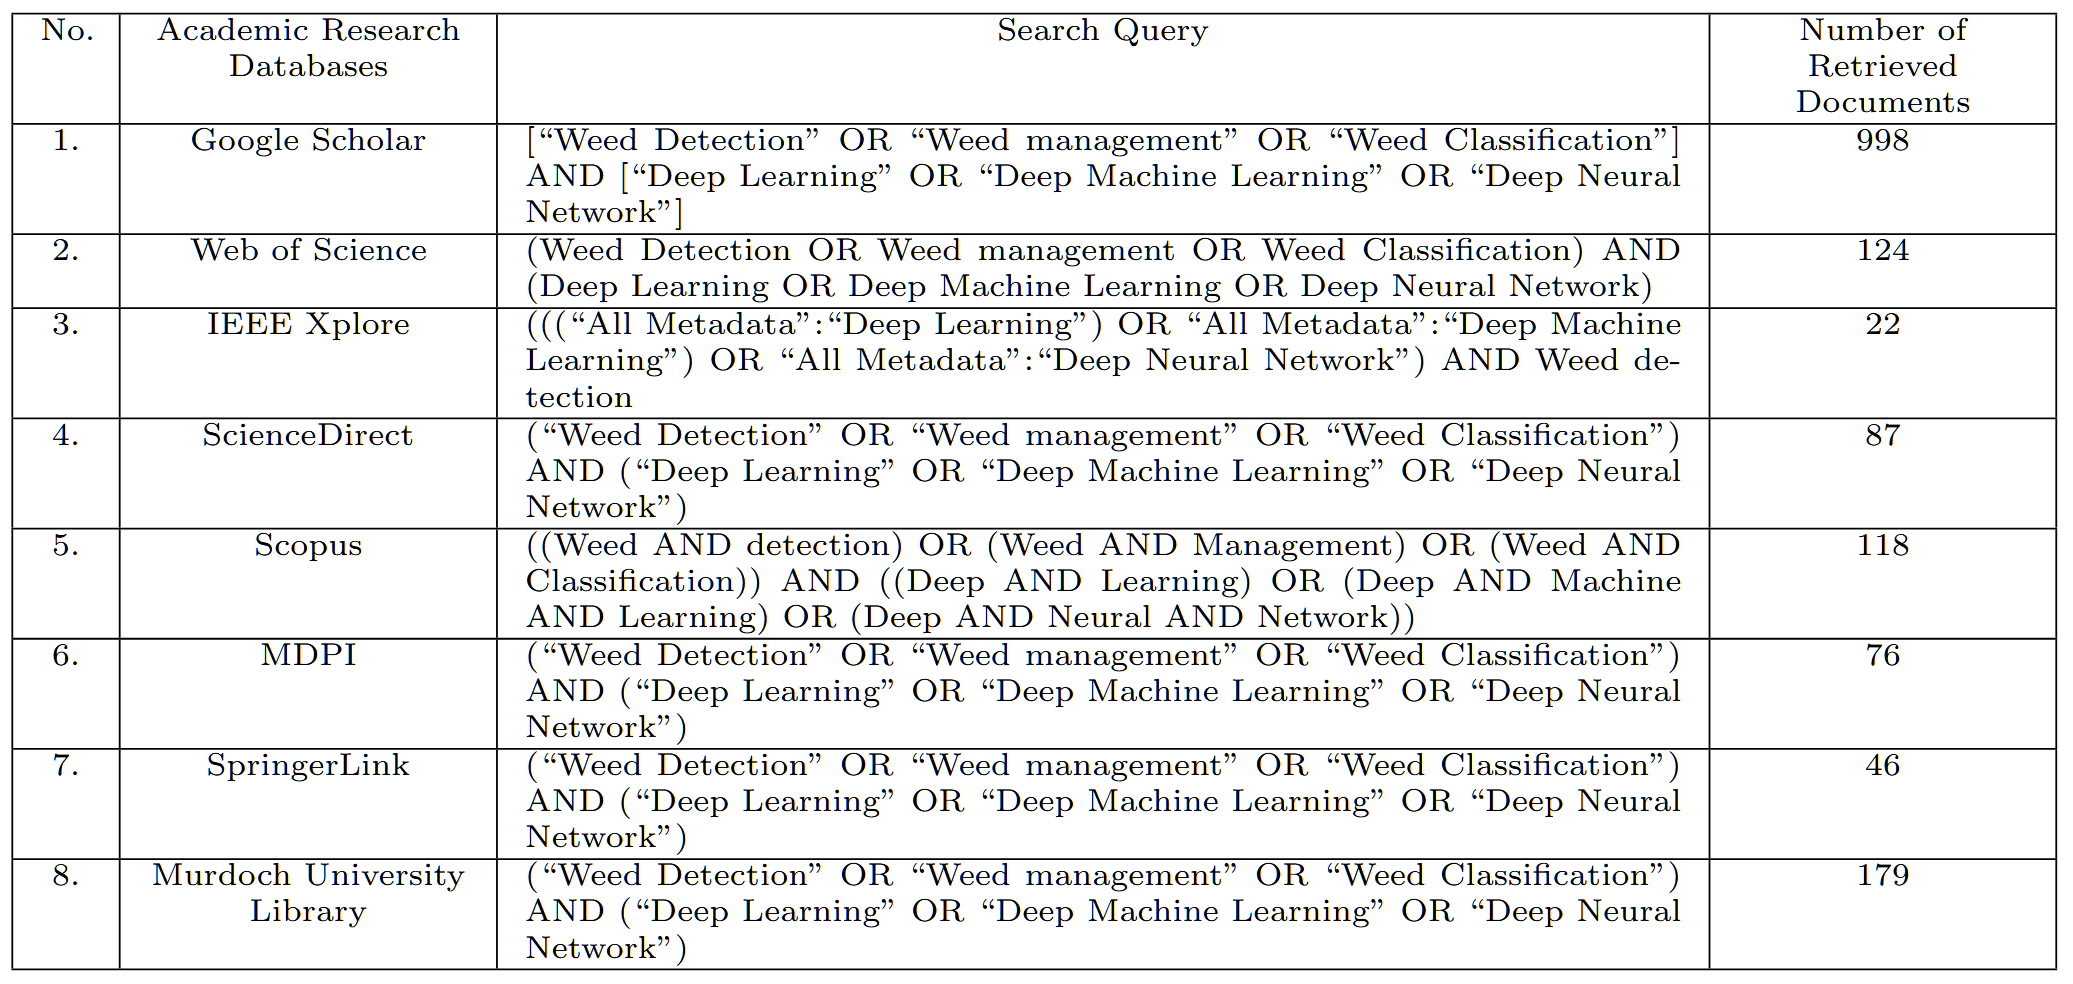 No.
Academic Research
Databases
Search Query
Number of
Retrieved
Documents
1.
Google Scholar
[“Weed Detection” OR “Weed management” OR “Weed Classification”]
AND [“Deep Learning” OR “Deep Machine Learning” OR “Deep Neural
Network”]
998
2.
Web of Science
(Weed Detection OR Weed management OR Weed Classification) AND
(Deep Learning OR Deep Machine Learning OR Deep Neural Network)
124
3.
IEEE Xplore
(((“All Metadata”:“Deep Learning”) OR “All Metadata”:“Deep Machine
Learning”) OR “All Metadata”:“Deep Neural Network”) AND Weed de-
tection
22
4.
ScienceDirect
(“Weed Detection” OR “Weed management” OR “Weed Classification”)
AND (“Deep Learning” OR “Deep Machine Learning” OR “Deep Neural
Network”)
87
5.
Scopus
((Weed AND detection) OR (Weed AND Management) OR (Weed AND
Classification)) AND ((Deep AND Learning) OR (Deep AND Machine
AND Learning) OR (Deep AND Neural AND Network))
118
6.
MDPI
(“Weed Detection” OR “Weed management” OR “Weed Classification”)
AND (“Deep Learning” OR “Deep Machine Learning” OR “Deep Neural
Network”)
76
7.
SpringerLink
(“Weed Detection” OR “Weed management” OR “Weed Classification”)
AND (“Deep Learning” OR “Deep Machine Learning” OR “Deep Neural
Network”)
46
8.
Murdoch University
Library
(“Weed Detection” OR “Weed management” OR “Weed Classification”)
AND (“Deep Learning” OR “Deep Machine Learning” OR “Deep Neural
Network”)
179